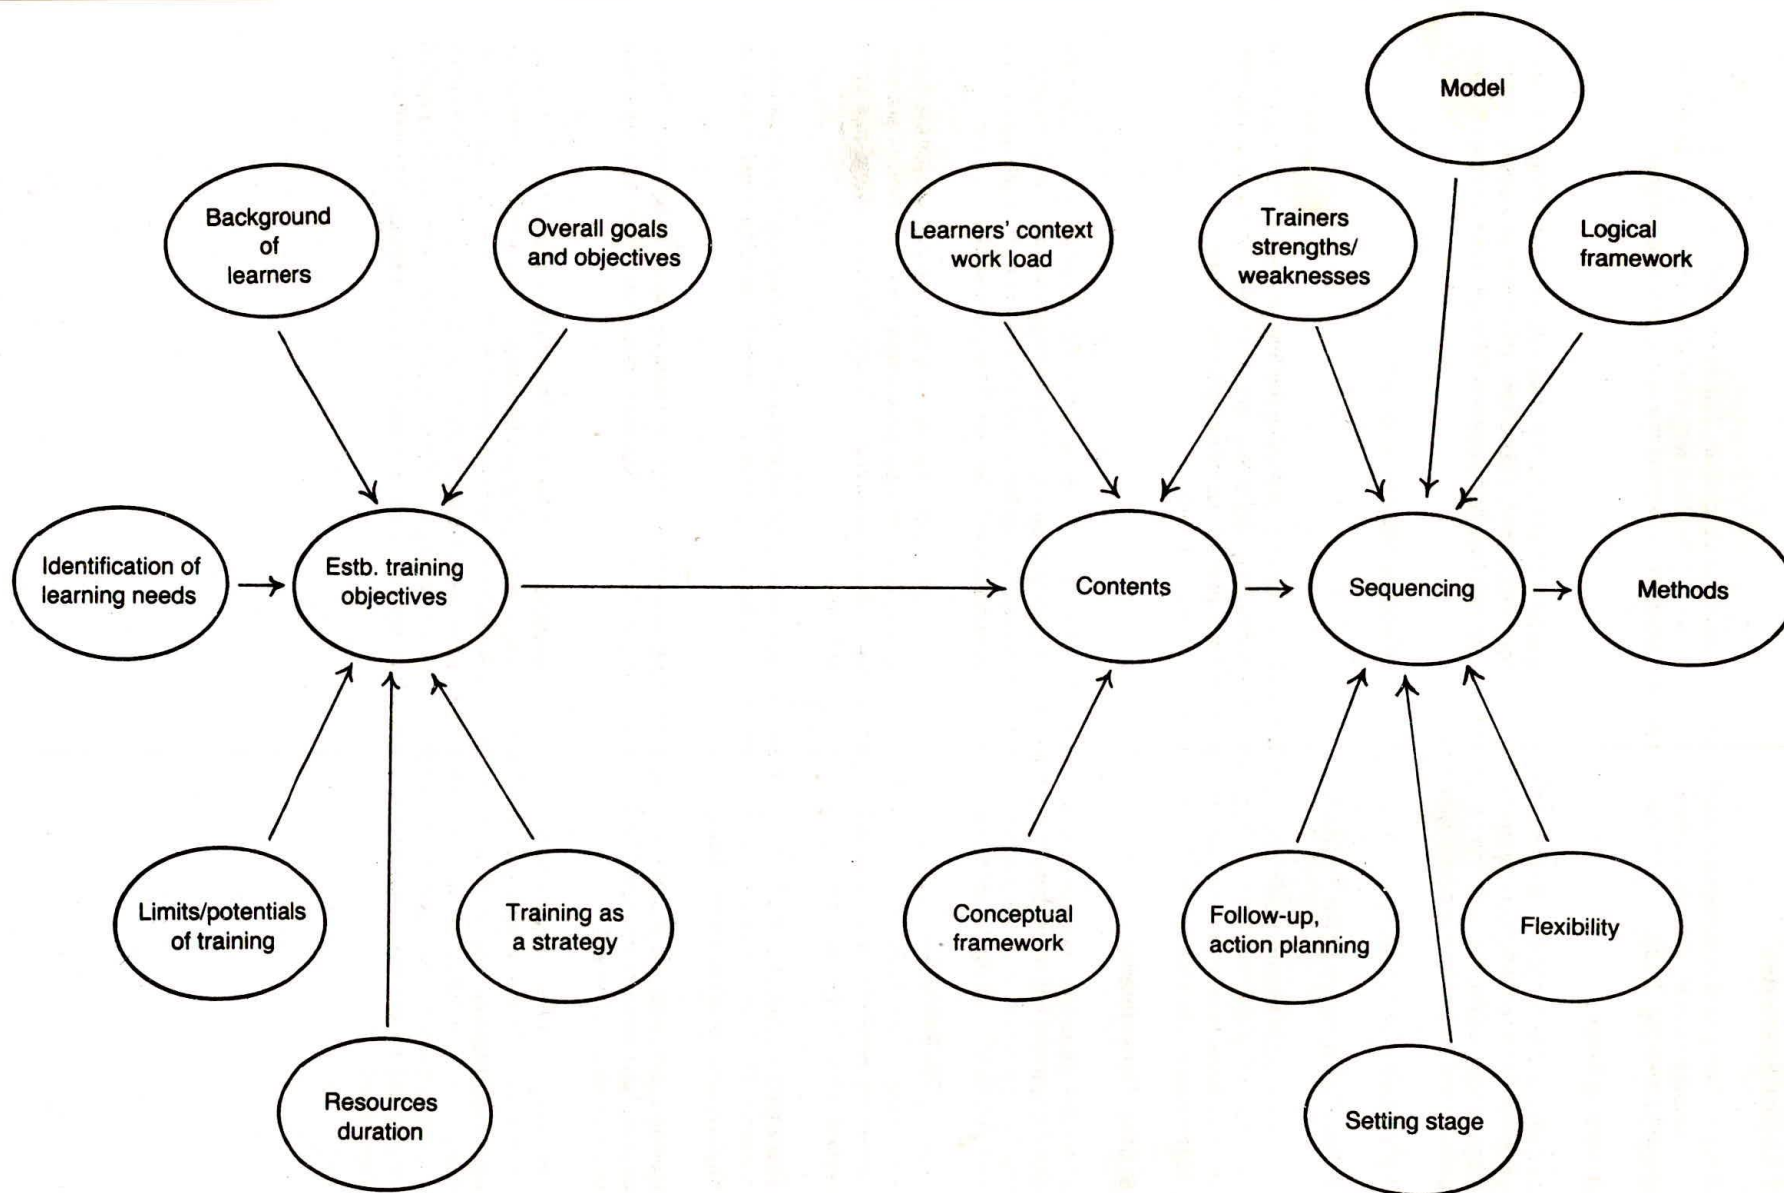 Model
Background
of
learners
Overall goals
and objectives
Learners' context
work load
Trainers
strengths/
weaknesses
Logical
framework
Identification of
learning needs
Estb. training
objectives
Contents
Sequencing
Methods
Limits/potentials
of training
Training as
a strategy
Conceptual
framework
Follow-up,
action planning
Flexibility
Resources
duration
Setting stage